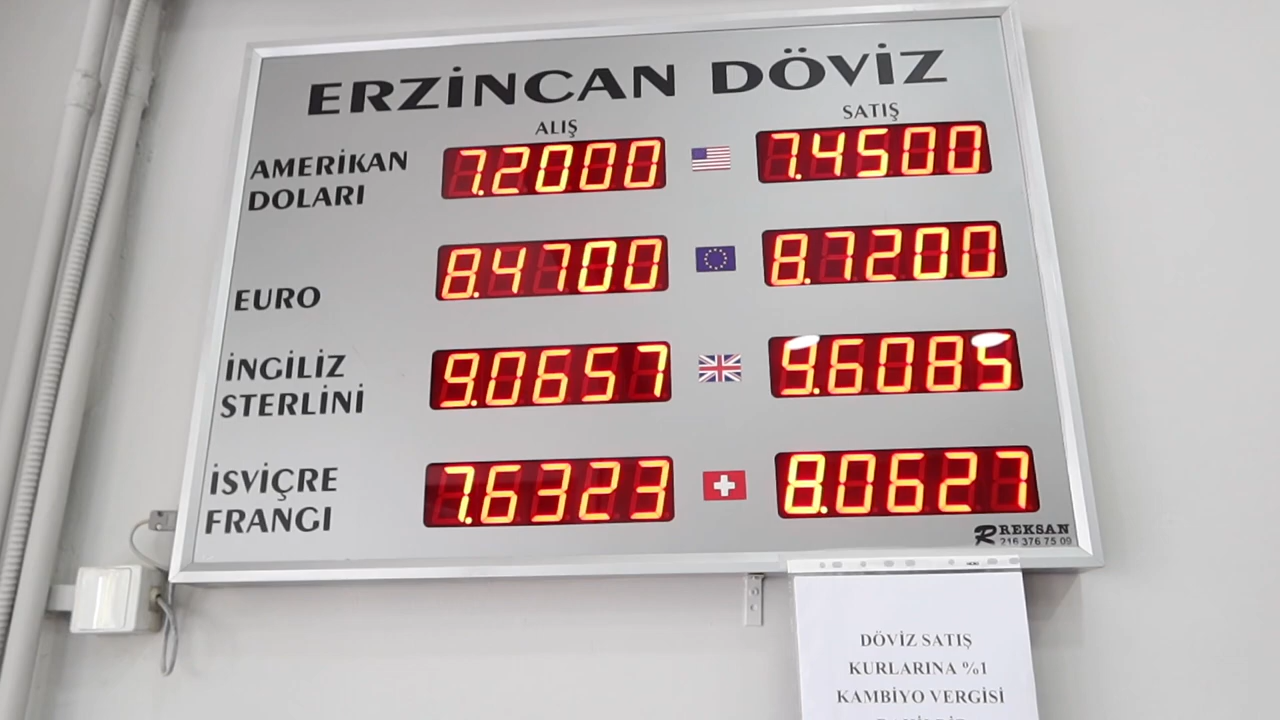 ERZİNCAN DÖVİZ
ALIŞ SATIŞ
AMERİKAN DOLARI 7.2000 7.4500
EURO 8.4700 8.7200
İNGİLİZ STERLİNİ 9.0657 9.6085
İSVİÇRE FRANGI 7.6323 8.0627
REKSAN
216 376 75 09
DÖVİZ SATIŞ
KURLARINA %1
KAMBİYO VERGİSİ